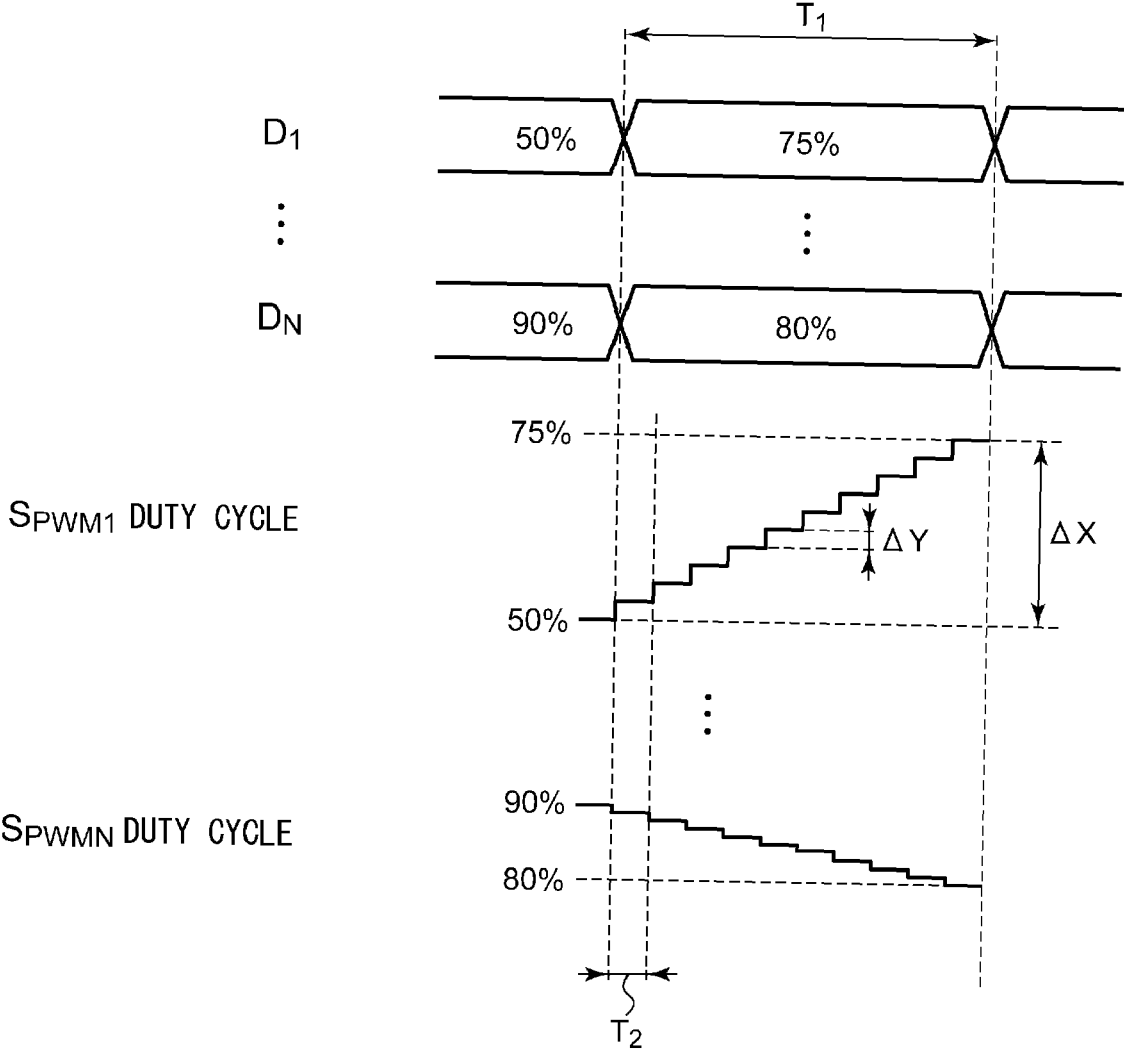 T1
D1 50% 75%
DN 90% 80%
75%
SPWM1 DUTY CYCLE
ΔY ΔX
50%
90%
SPWMN DUTY CYCLE
80%
T2